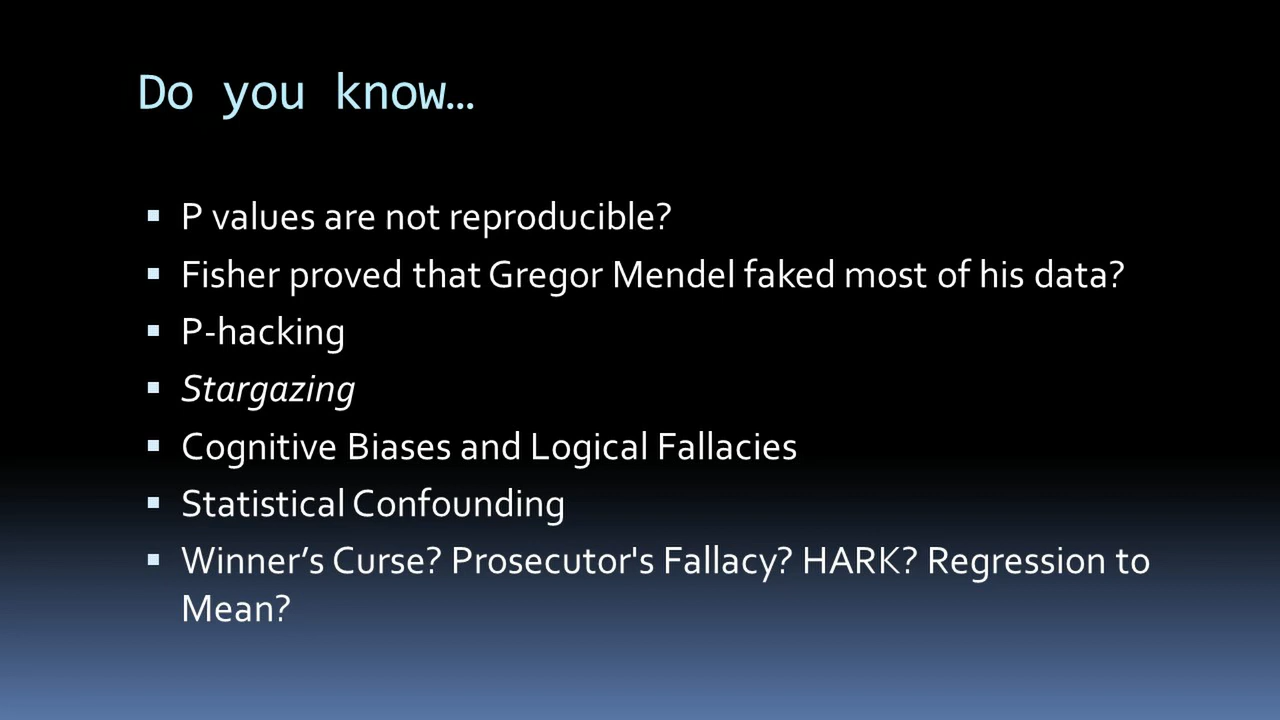 Do you know…
▪ P values are not reproducible?
▪ Fisher proved that Gregor Mendel faked most of his data?
▪ P-hacking
▪ Stargazing
▪ Cognitive Biases and Logical Fallacies
▪ Statistical Confounding
▪ Winner’s Curse? Prosecutor's Fallacy? HARK? Regression to
Mean?